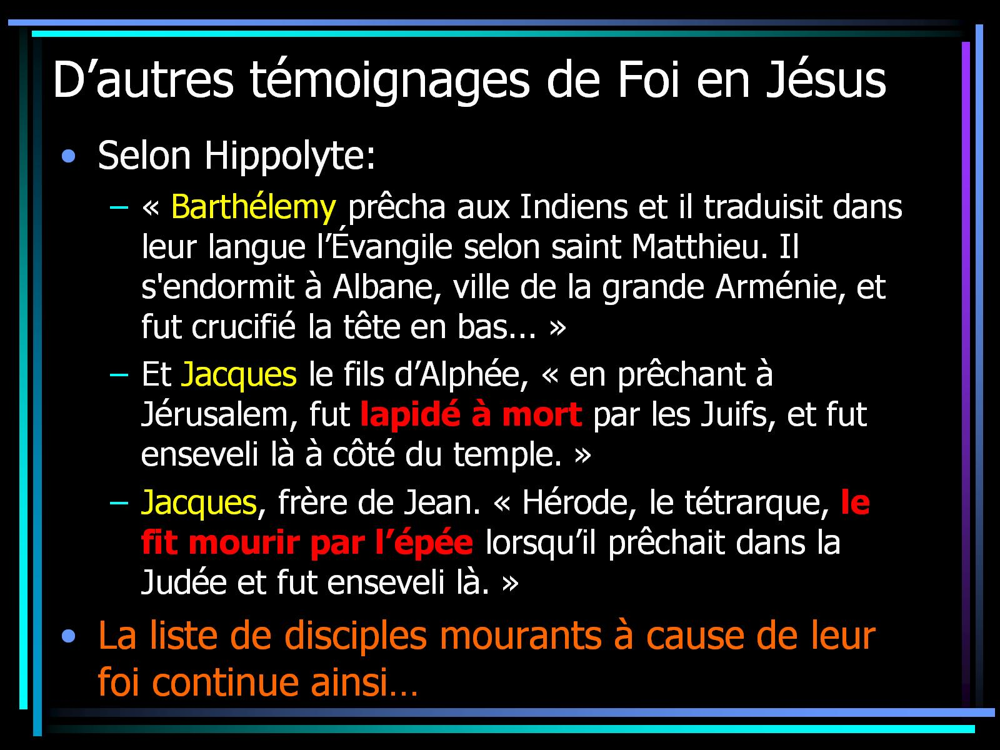 D’autres témoignages de Foi en Jésus
• Selon Hippolyte:
– « Barthélemy prêcha aux Indiens et il traduisit dans
leur langue l’Évangile selon saint Matthieu. Il
s'endormit à Albane, ville de la grande Arménie, et
fut crucifié la tête en bas... »
– Et Jacques le fils d’Alphée, « en prêchant à
Jérusalem, fut lapidé à mort par les Juifs, et fut
enseveli là à côté du temple. »
– Jacques, frère de Jean. « Hérode, le tétrarque, le
fit mourir par l’épée lorsqu’il prêchait dans la
Judée et fut enseveli là. »
• La liste de disciples mourants à cause de leur
foi continue ainsi…